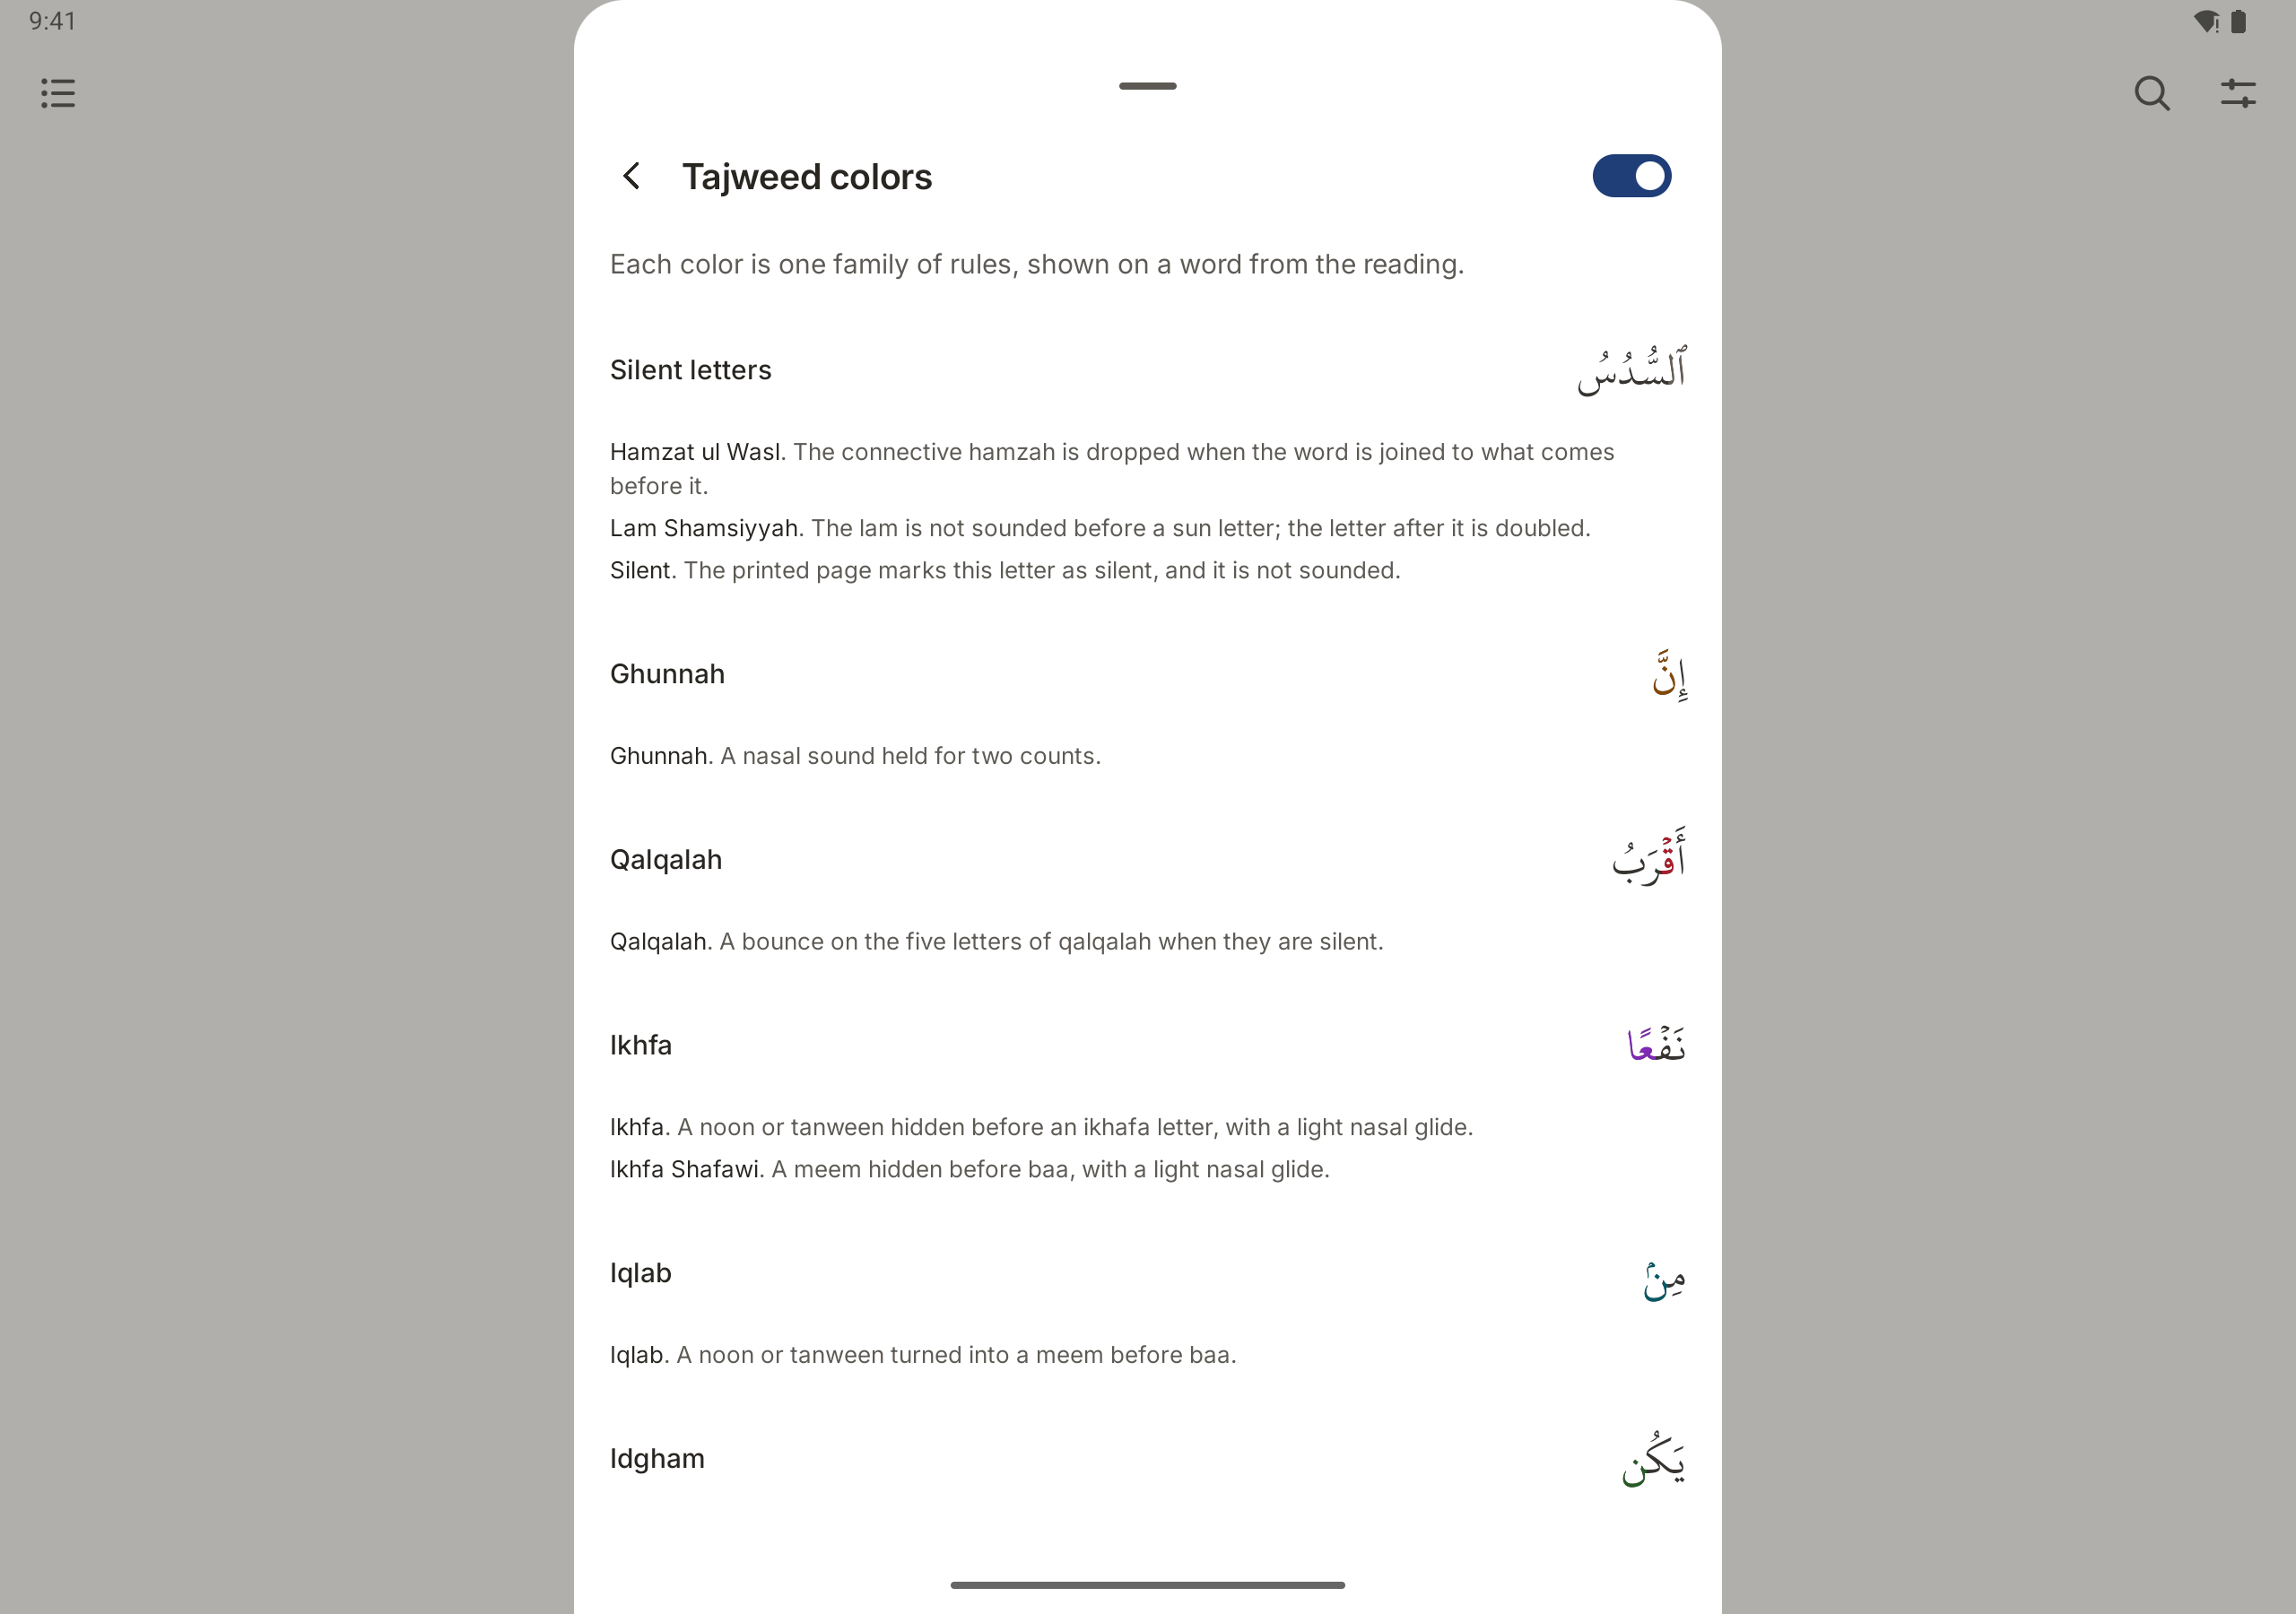 9:41
Tajweed colors
Each color is one family of rules, shown on a word from the reading.
Silent letters
ٱلسُّدُسُ
Hamzat ul Wasl. The connective hamzah is dropped when the word is joined to what comes
before it.
Lam Shamsiyyah. The lam is not sounded before a sun letter; the letter after it is doubled.
Silent. The printed page marks this letter as silent, and it is not sounded.
Ghunnah
إِنَّ
Ghunnah. A nasal sound held for two counts.
Qalqalah
أَقۡرَبُ
Qalqalah. A bounce on the five letters of qalqalah when they are silent.
Ikhfa
نَفۡعًا
Ikhfa. A noon or tanween hidden before an ikhafa letter, with a light nasal glide.
Ikhfa Shafawi. A meem hidden before baa, with a light nasal glide.
Iqlab
مِنۢ
Iqlab. A noon or tanween turned into a meem before baa.
Idgham
يَكُن